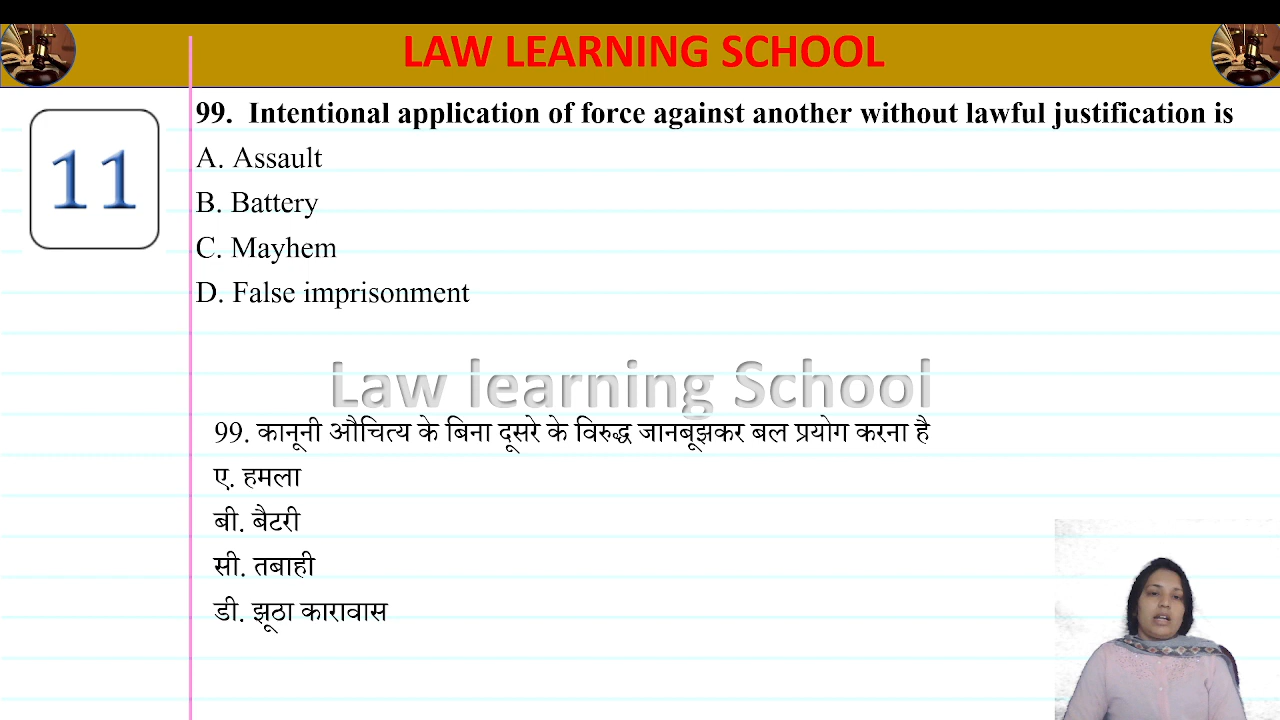 LAW LEARNING SCHOOL
11
99. Intentional application of force against another without lawful justification is
A. Assault
B. Battery
C. Mayhem
D. False imprisonment
Law learning School
99. कानूनी औचित्य के बिना दूसरे के विरुद्ध जानबूझकर बल प्रयोग करना है
ए. हमला
बी. बैटरी
सी. तबाही
डी. झूठा कारावास